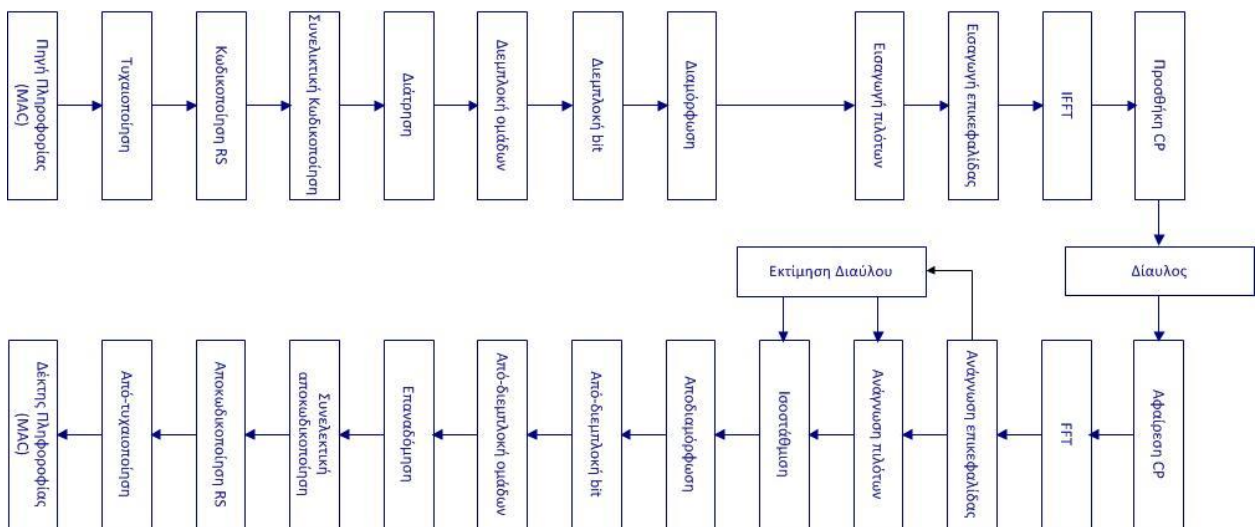 Πηγή Πληροφορίας
(MAC)
Τυχαιοποίηση
Κωδικοποίηση RS
Συνελικτική Κωδικοποίηση
Διάτρηση
Διεμπλοκή ομάδων
Διεμπλοκή bit
Διαμόρφωση
Εισαγωγή πιλότων
Εισαγωγή επικεφαλίδας
IFFT
Προσθήκη CP
Δίαυλος
Εκτίμηση Διαύλου
Αφαίρεση CP
FFT
Ανάγνωση επικεφαλίδας
Ανάγνωση πιλότων
Ισοστάθμιση
Αποδιαμόρφωση
Από-διεμπλοκή bit
Από-διεμπλοκή ομάδων
Επαναδόμηση
Συνελεκτική
αποκωδικοποίηση
Αποκωδικοποίηση RS
Από-τυχαιοποίηση
Δέκτης Πληφοροφίας
(MAC)